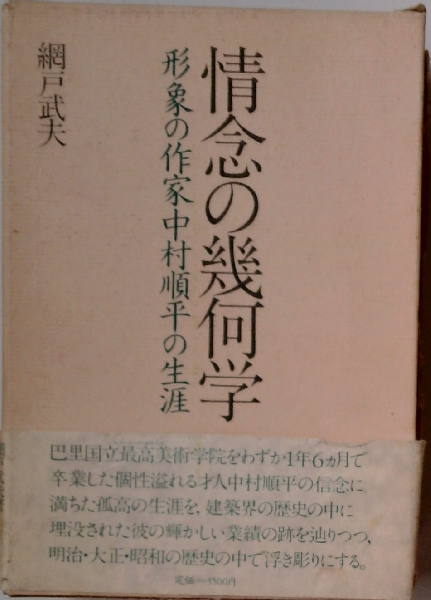 情念の幾何学
形象の作家中村順平の生涯
網戸武夫
巴里国立最高美術学院をわずか1年6ヵ月で
卒業した個性溢れる才人中村順平の信念に
満ちた孤高の生涯を、建築界の歴史の中に
埋没された彼の輝かしい業績の跡を辿りつつ、
明治・大正・昭和の歴史の中で浮き彫りにする。
定価